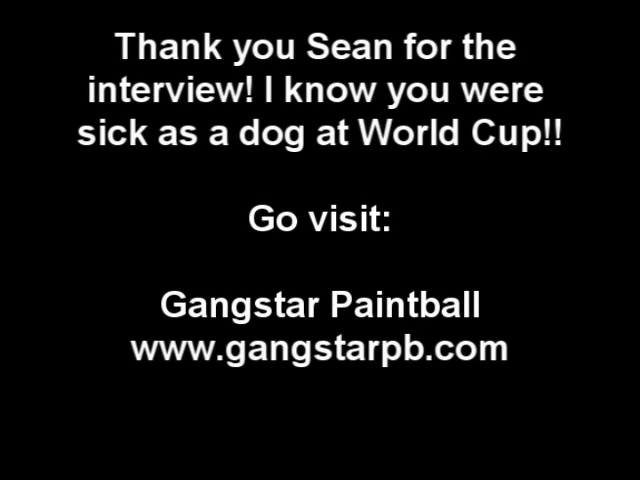 Thank you Sean for the
interview! I know you were
sick as a dog at World Cup!!
Go visit:
Gangstar Paintball
www.gangstarpb.com